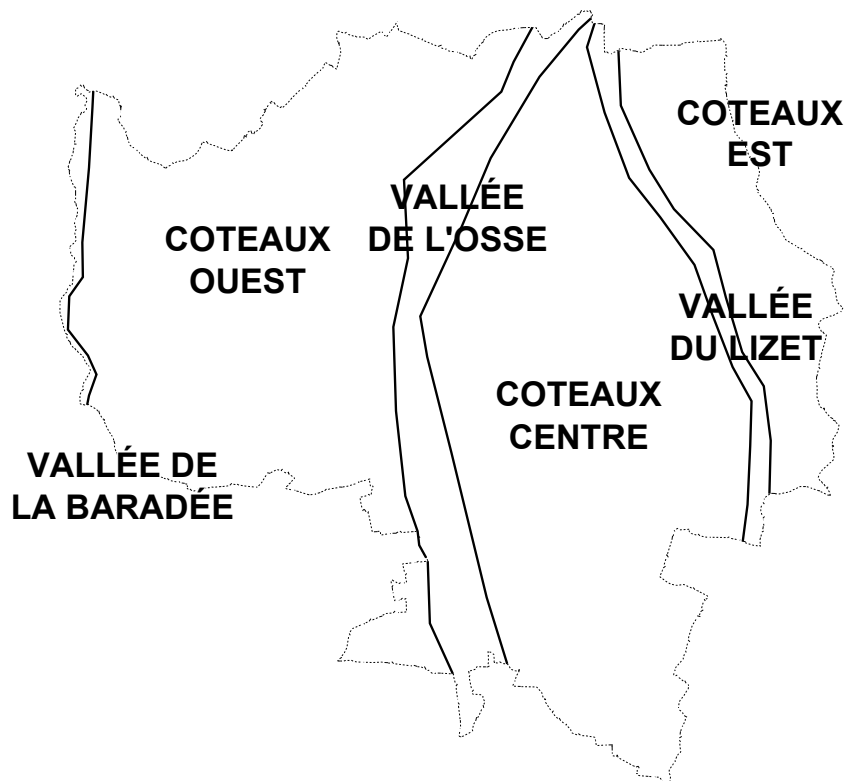 COTEAUX
EST
VALLÉE
DE L'OSSE
COTEAUX
OUEST
VALLÉE
DU LIZET
COTEAUX
CENTRE
VALLÉE DE
LA BARADÉE